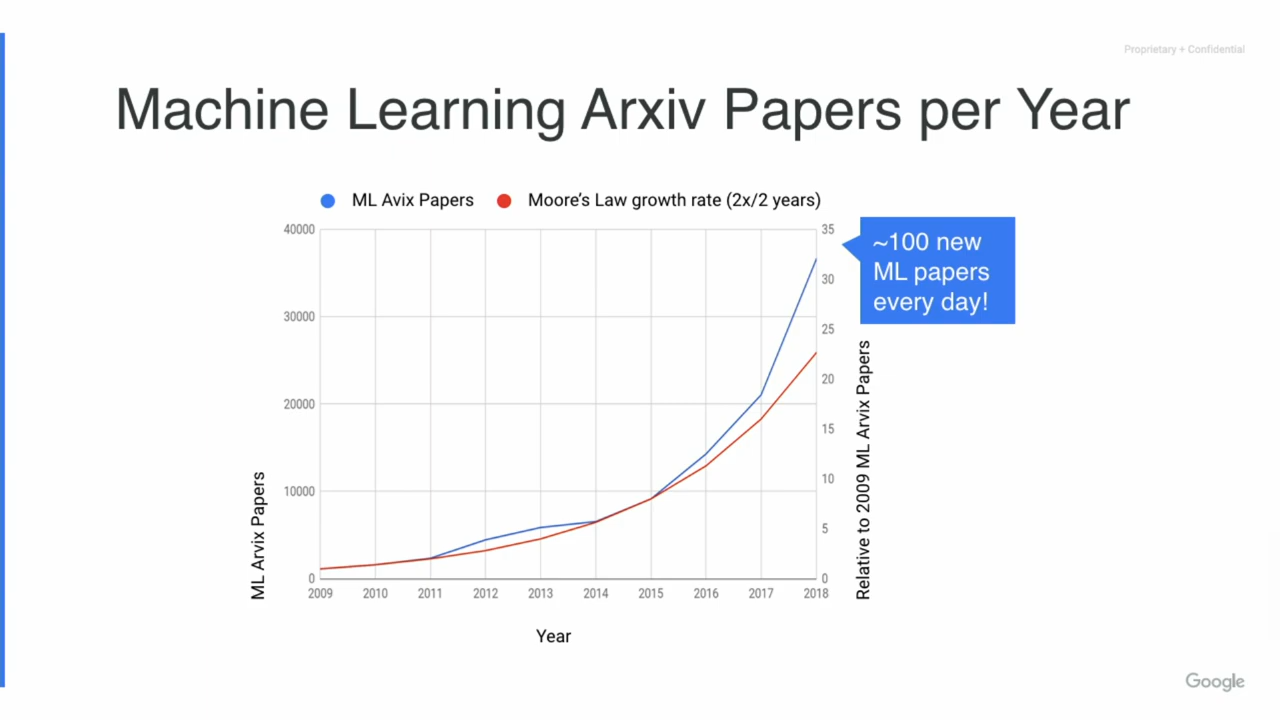 Proprietary + Confidential
Machine Learning Arxiv Papers per Year
ML Avix Papers
Moore's Law growth rate (2x/2 years)
40000
30000
20000
10000
0
35
30
25
20
15
10
5
0
~100 new
ML papers
every day!
ML Arvix Papers
Relative to 2009 ML Arvix Papers
2009 2010 2011 2012 2013 2014 2015 2016 2017 2018
Year
Google